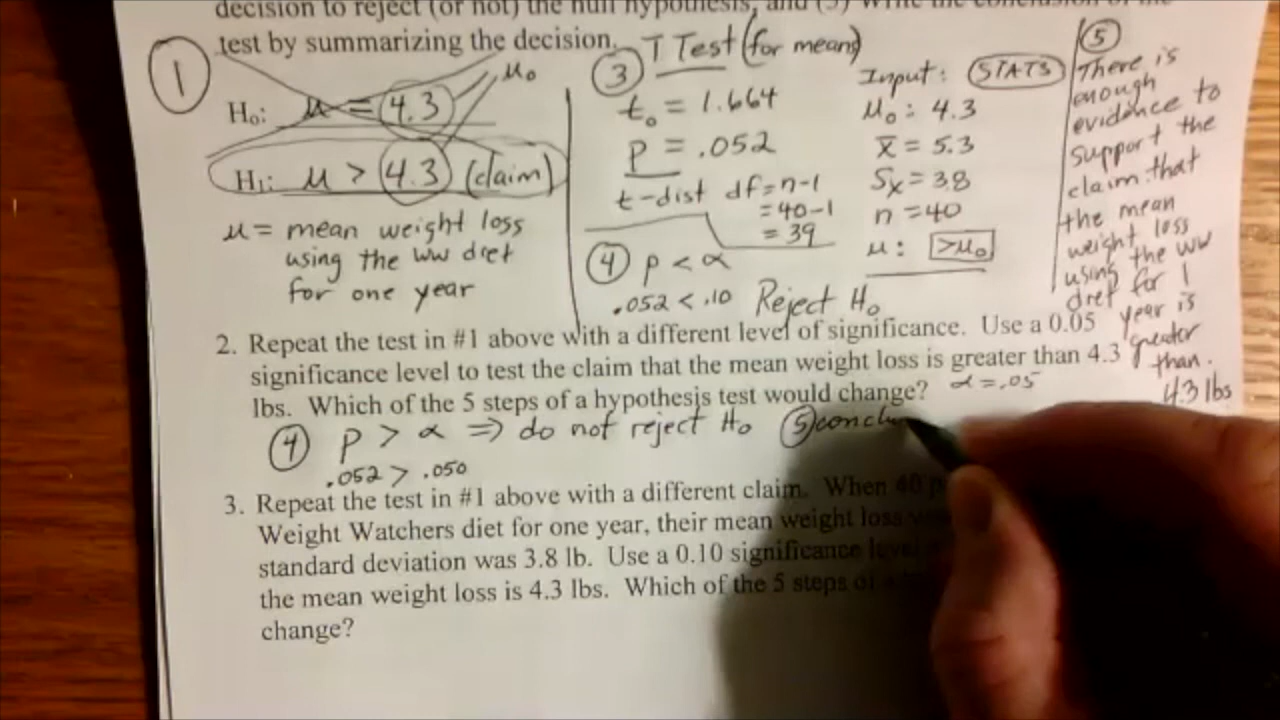 decision to reject (or not) the null hypothesis, and (5) Write the conclusion of the
test by summarizing the decision.
1
μ₀
H₀: μ = 4.3
H₁: μ > 4.3 (claim)
μ = mean weight loss
using the WW diet
for one year
3 T Test (for means)
t₀ = 1.664
P = .052
t-dist df = n-1
= 40-1
= 39
4 P < α
.052 < .10 Reject H₀
Input: STATS
μ₀: 4.3
x̄ = 5.3
Sx = 3.8
n = 40
μ: >μ₀
5
There is
enough
evidence to
support the
claim that
the mean
weight loss
using the WW
diet for 1
year is
greater
than
4.3 lbs
2. Repeat the test in #1 above with a different level of significance. Use a 0.05
significance level to test the claim that the mean weight loss is greater than 4.3
lbs. Which of the 5 steps of a hypothesis test would change? α = .05
4 P > α ⇒ do not reject H₀ 5 conclu
.052 > .050
3. Repeat the test in #1 above with a different claim. When 40 p
Weight Watchers diet for one year, their mean weight loss
standard deviation was 3.8 lb. Use a 0.10 significance level
the mean weight loss is 4.3 lbs. Which of the 5 steps of
change?